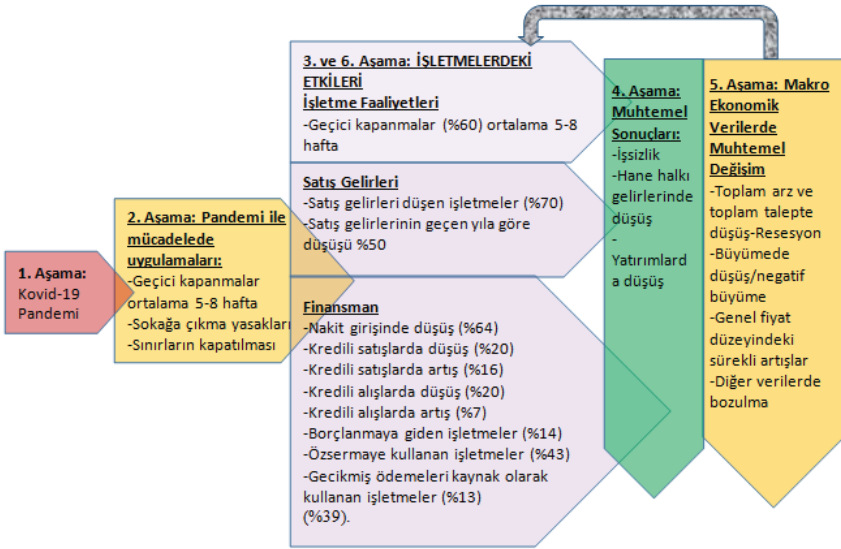 1. Aşama:
Kovid-19
Pandemi
2. Aşama: Pandemi ile
mücadelede
uygulamaları:
-Geçici kapanmalar
ortalama 5-8 hafta
-Sokağa çıkma yasakları
-Sınırların kapatılması
3. ve 6. Aşama: İŞLETMELERDEKİ
ETKİLERİ
İşletme Faaliyetleri
-Geçici kapanmalar (%60) ortalama 5-8
hafta
Satış Gelirleri
-Satış gelirleri düşen işletmeler (%70)
-Satış gelirlerinin geçen yıla göre
düşüşü %50
Finansman
-Nakit girişinde düşüş (%64)
-Kredili satışlarda düşüş (%20)
-Kredili satışlarda artış (%16)
-Kredili alışlarda düşüş (%20)
-Kredili alışlarda artış (%7)
-Borçlanmaya giden işletmeler (%14)
-Özsermaye kullanan işletmeler (%43)
-Gecikmiş ödemeleri kaynak olarak
kullanan işletmeler (%13)
(%39).
4. Aşama:
Muhtemel
Sonuçları:
-İşsizlik
-Hane halkı
gelirlerinde
düşüş
-
Yatırımlard
a düşüş
5. Aşama: Makro
Ekonomik
Verilerde
Muhtemel
Değişim
-Toplam arz ve
toplam talepte
düşüş-Resesyon
-Büyümede
düşüş/negatif
büyüme
-Genel fiyat
düzeyindeki
sürekli artışlar
-Diğer verilerde
bozulma